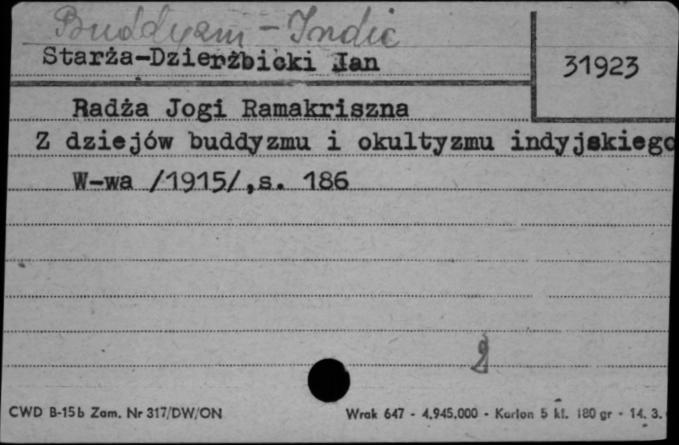 Buddyzm - Indie
Starża-Dzierżbicki Jan
31923
Radża Jogi Ramakriszna
Z dziejów buddyzmu i okultyzmu indyjskiego
W-wa /1915/,s. 186
CWD B-15b Zam. Nr 317/DW/ON
Wrak 647 - 4.945.000 - Karton 5 kl. 180 gr - 14. 3.